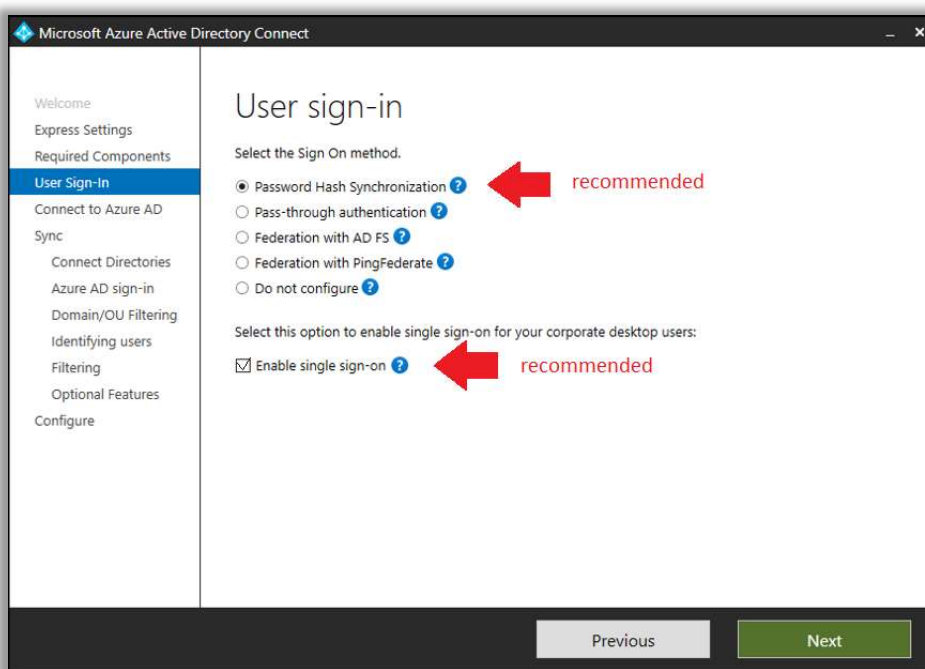 Microsoft Azure Active Directory Connect
Welcome
Express Settings
Required Components
User Sign-In
Connect to Azure AD
Sync
Connect Directories
Azure AD sign-in
Domain/OU Filtering
Identifying users
Filtering
Optional Features
Configure
User sign-in
Select the Sign On method.
Password Hash Synchronization ? recommended
Pass-through authentication ?
Federation with AD FS ?
Federation with PingFederate ?
Do not configure ?
Select this option to enable single sign-on for your corporate desktop users:
Enable single sign-on ? recommended
Previous Next